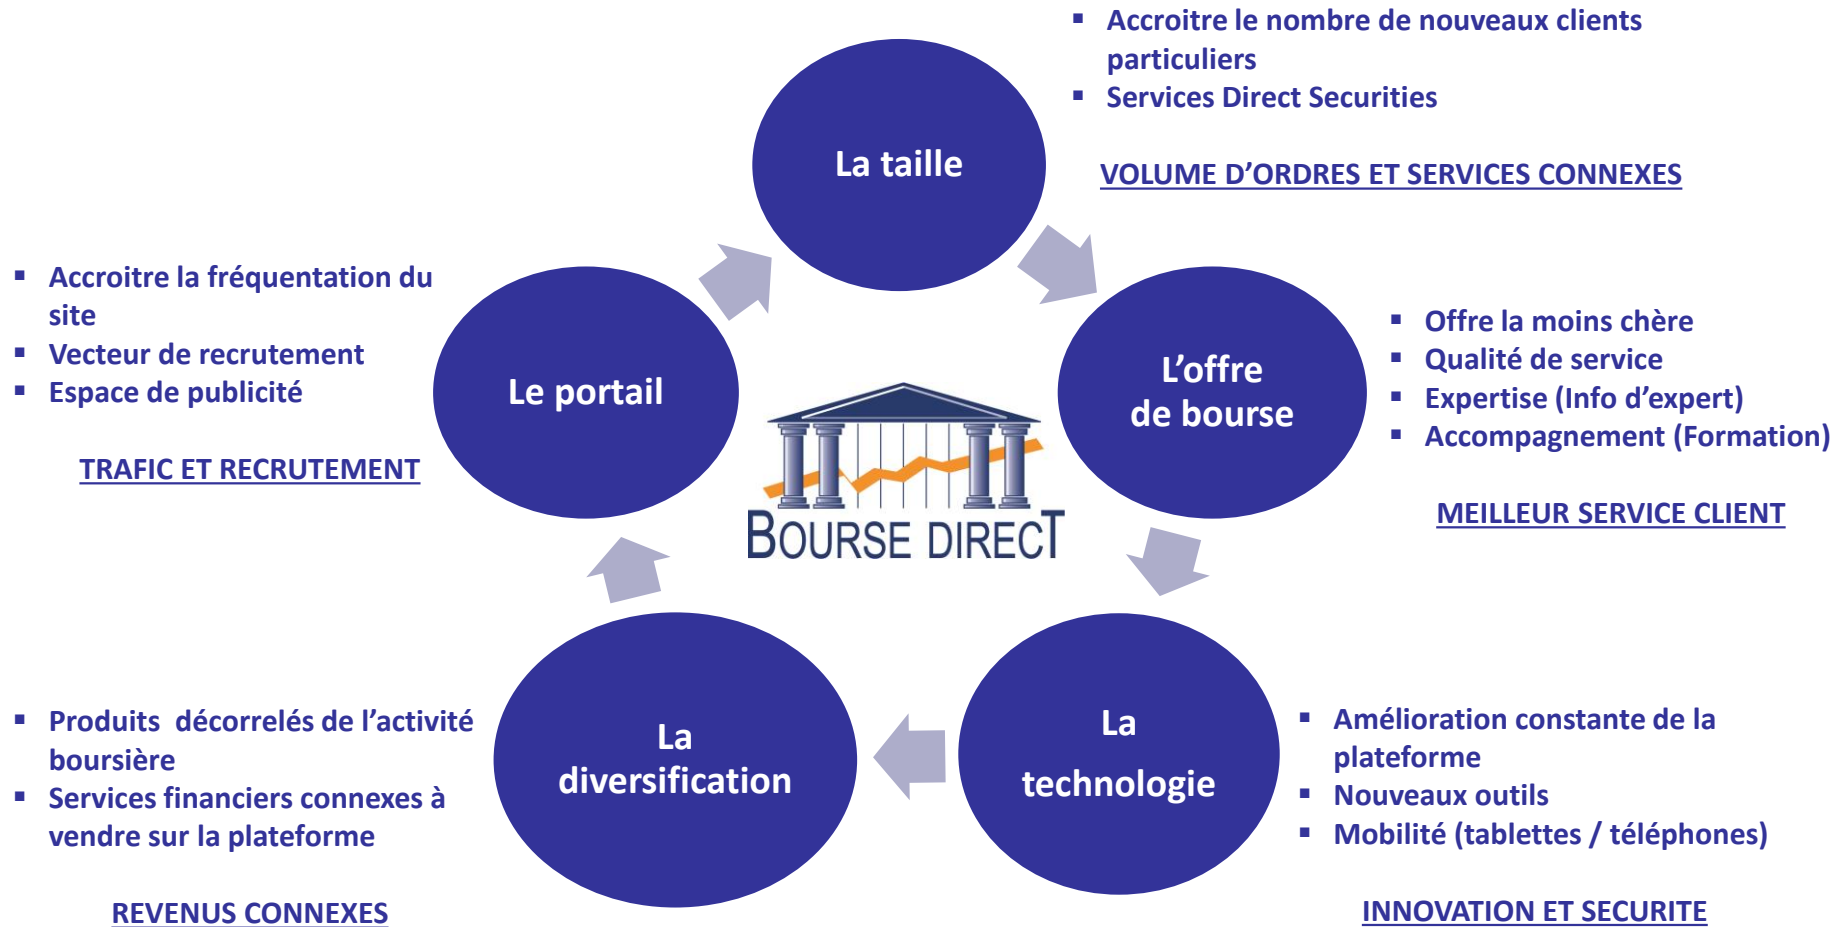 ▪ Accroitre le nombre de nouveaux clients
particuliers
▪ Services Direct Securities
VOLUME D’ORDRES ET SERVICES CONNEXES
La taille
▪ Accroitre la fréquentation du
site
▪ Vecteur de recrutement
▪ Espace de publicité
TRAFIC ET RECRUTEMENT
Le portail
L’offre
de bourse
▪ Offre la moins chère
▪ Qualité de service
▪ Expertise (Info d’expert)
▪ Accompagnement (Formation)
MEILLEUR SERVICE CLIENT
BOURSE DIRECT
▪ Produits décorrelés de l’activité
boursière
▪ Services financiers connexes à
vendre sur la plateforme
REVENUS CONNEXES
La
diversification
La
technologie
▪ Amélioration constante de la
plateforme
▪ Nouveaux outils
▪ Mobilité (tablettes / téléphones)
INNOVATION ET SECURITE